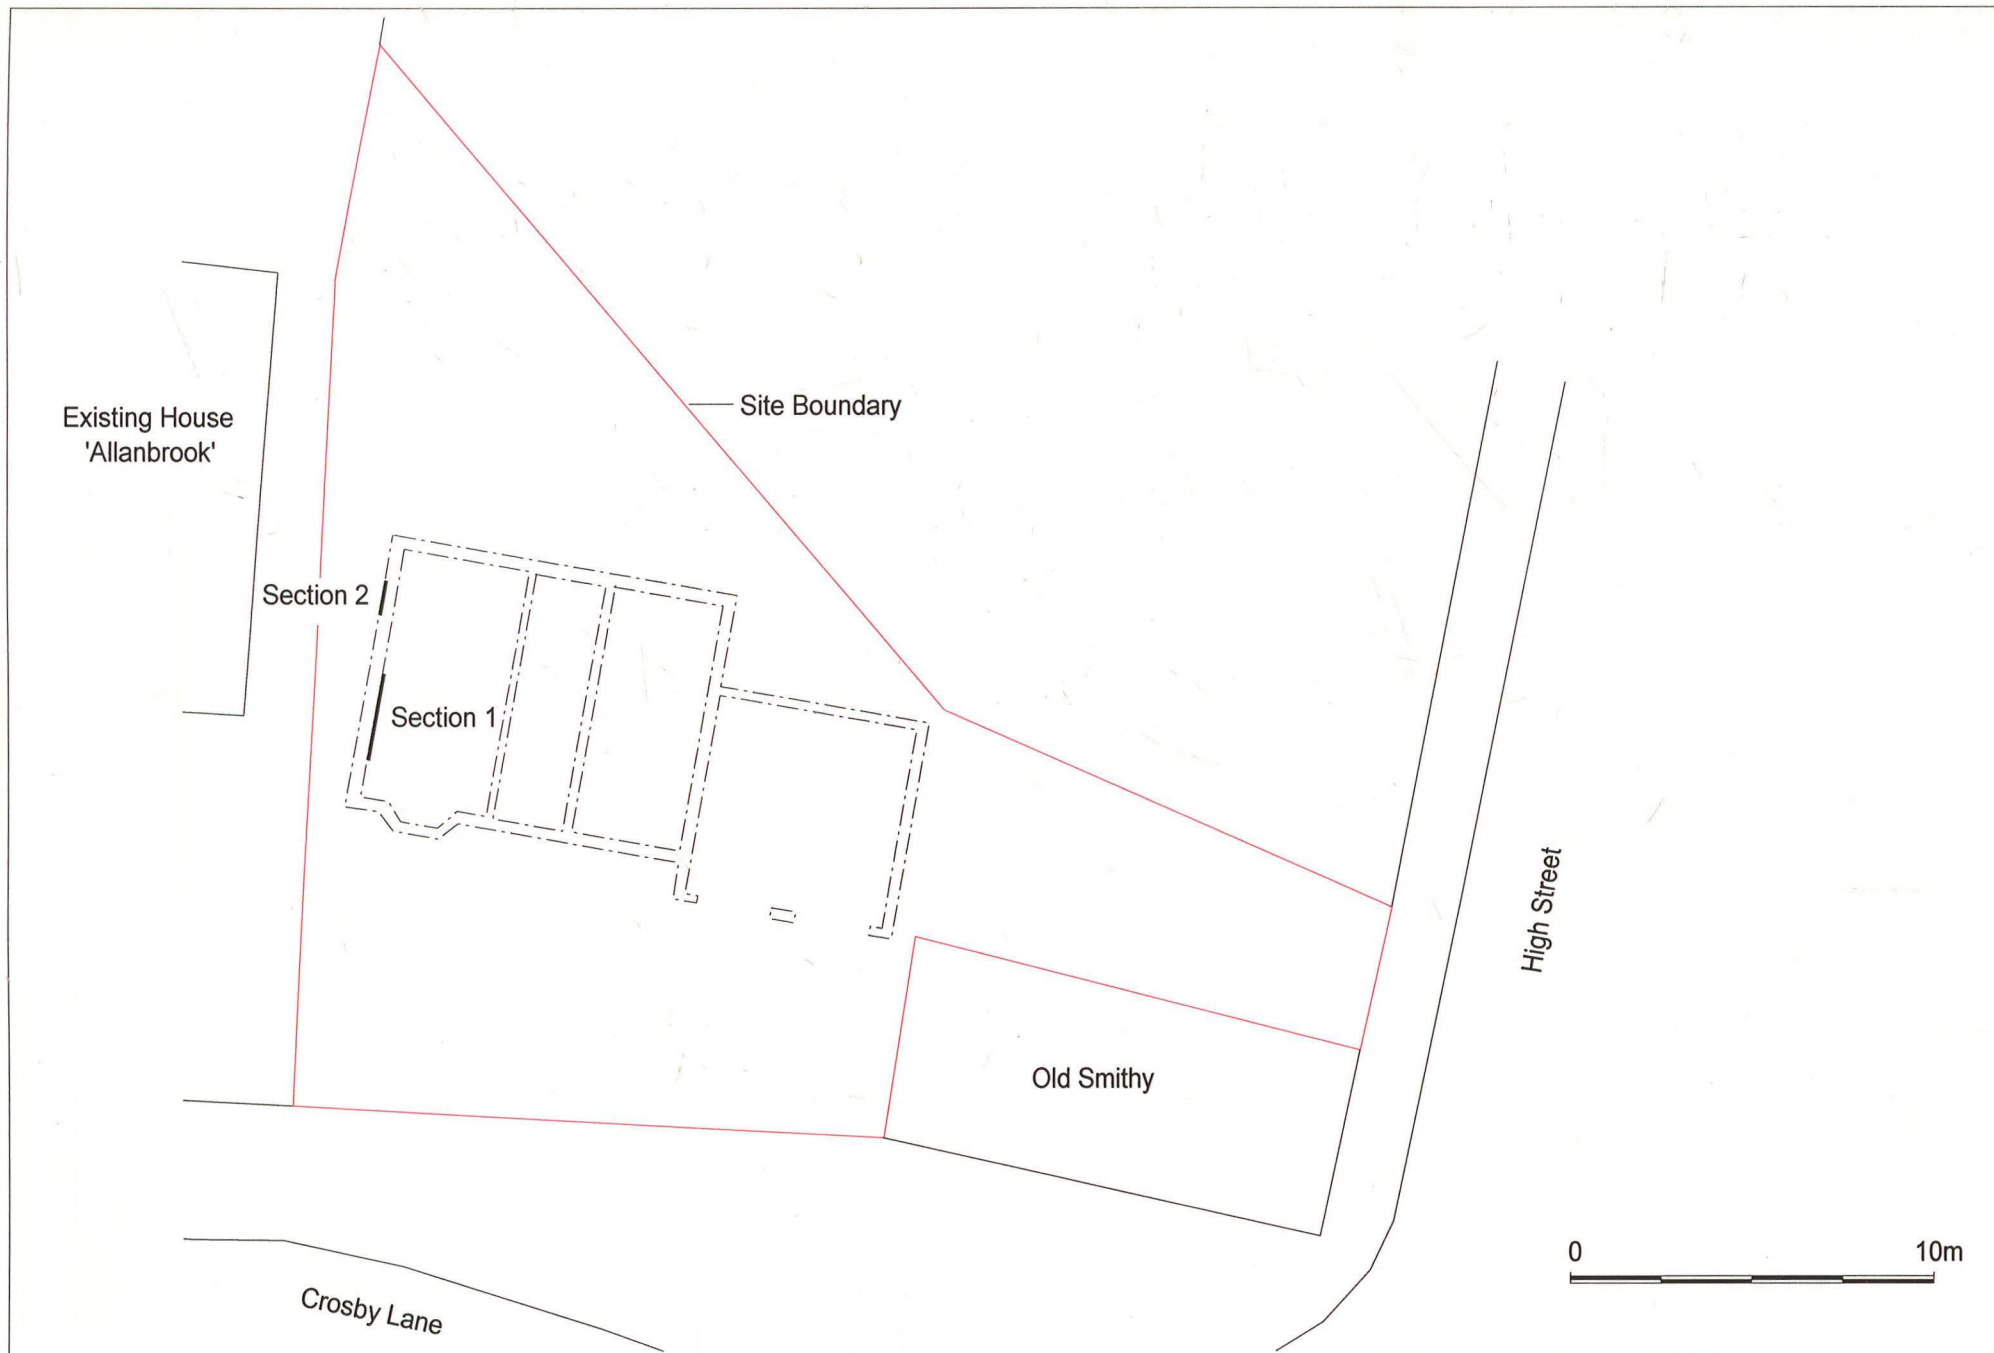 Existing House
'Allanbrook'
Site Boundary
Section 2
Section 1
High Street
Old Smithy
Crosby Lane
0 10m